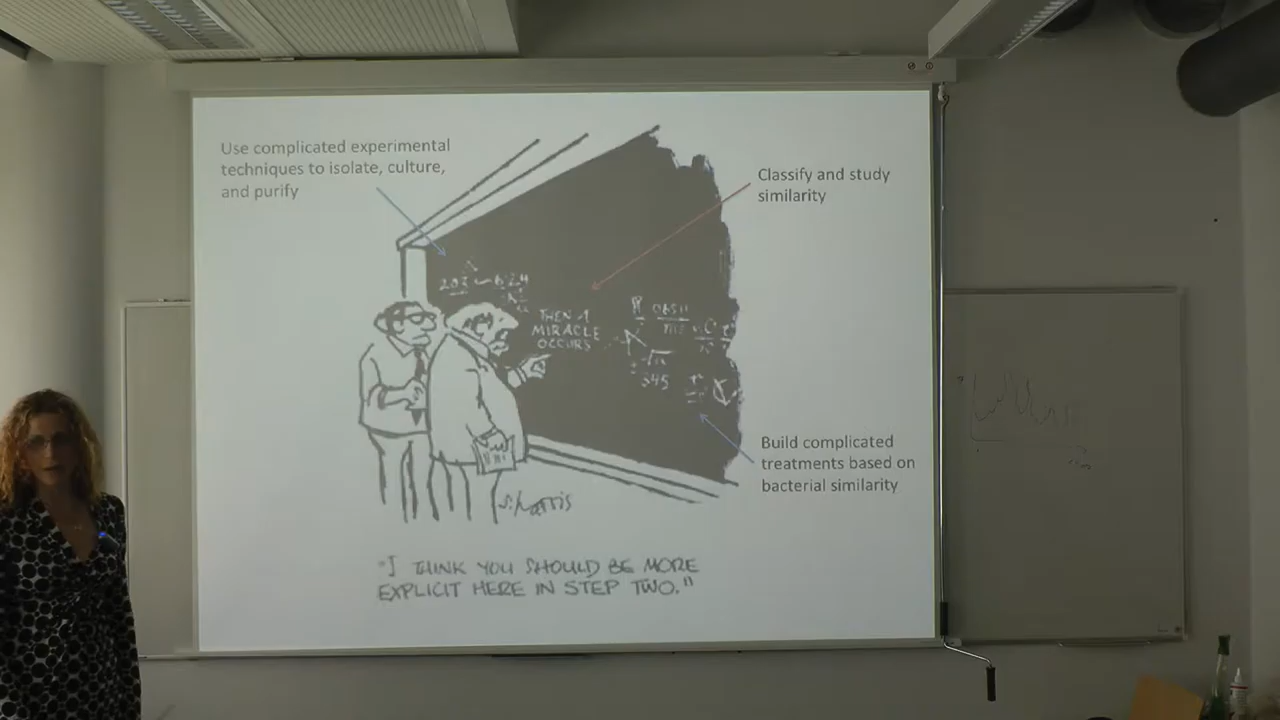 Use complicated experimental
techniques to isolate, culture,
and purify
Classify and study
similarity
THEN A
MIRACLE
OCCURS
Build complicated
treatments based on
bacterial similarity
S. Harris
"I THINK YOU SHOULD BE MORE
EXPLICIT HERE IN STEP TWO."